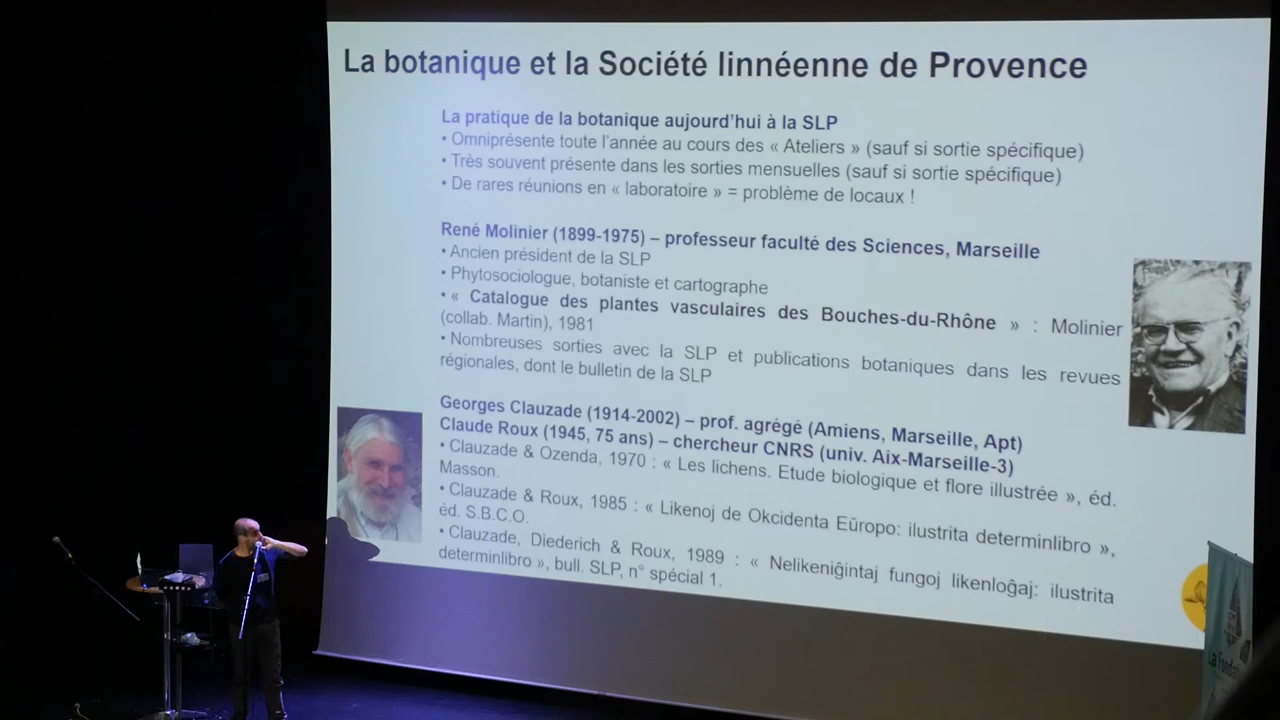 La botanique et la Société linnéenne de Provence
La pratique de la botanique aujourd'hui à la SLP
• Omniprésente toute l'année au cours des « Ateliers » (sauf si sortie spécifique)
• Très souvent présente dans les sorties mensuelles (sauf si sortie spécifique)
• De rares réunions en « laboratoire » = problème de locaux !
René Molinier (1899-1975) – professeur faculté des Sciences, Marseille
• Ancien président de la SLP
• Phytosociologue, botaniste et cartographe
• « Catalogue des plantes vasculaires des Bouches-du-Rhône » : Molinier
(collab. Martin), 1981
• Nombreuses sorties avec la SLP et publications botaniques dans les revues
régionales, dont le bulletin de la SLP
Georges Clauzade (1914-2002) – prof. agrégé (Amiens, Marseille, Apt)
Claude Roux (1945, 75 ans) – chercheur CNRS (univ. Aix-Marseille-3)
• Clauzade & Ozenda, 1970 : « Les lichens. Etude biologique et flore illustrée », éd.
Masson.
• Clauzade & Roux, 1985 : « Likenoj de Okcidenta Eŭropo: ilustrita determinlibro »,
éd. S.B.C.O.
• Clauzade, Diederich & Roux, 1989 : « Nelikeniĝintaj fungoj likenloĝaj: ilustrita
determinlibro », bull. SLP, n° spécial 1.
La